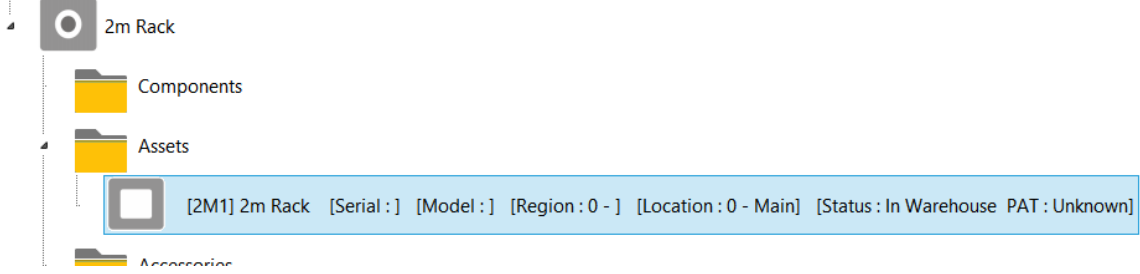 2m Rack
Components
Assets
[2M1] 2m Rack [Serial : ] [Model : ] [Region : 0 - ] [Location : 0 - Main] [Status : In Warehouse PAT : Unknown]
Accessories